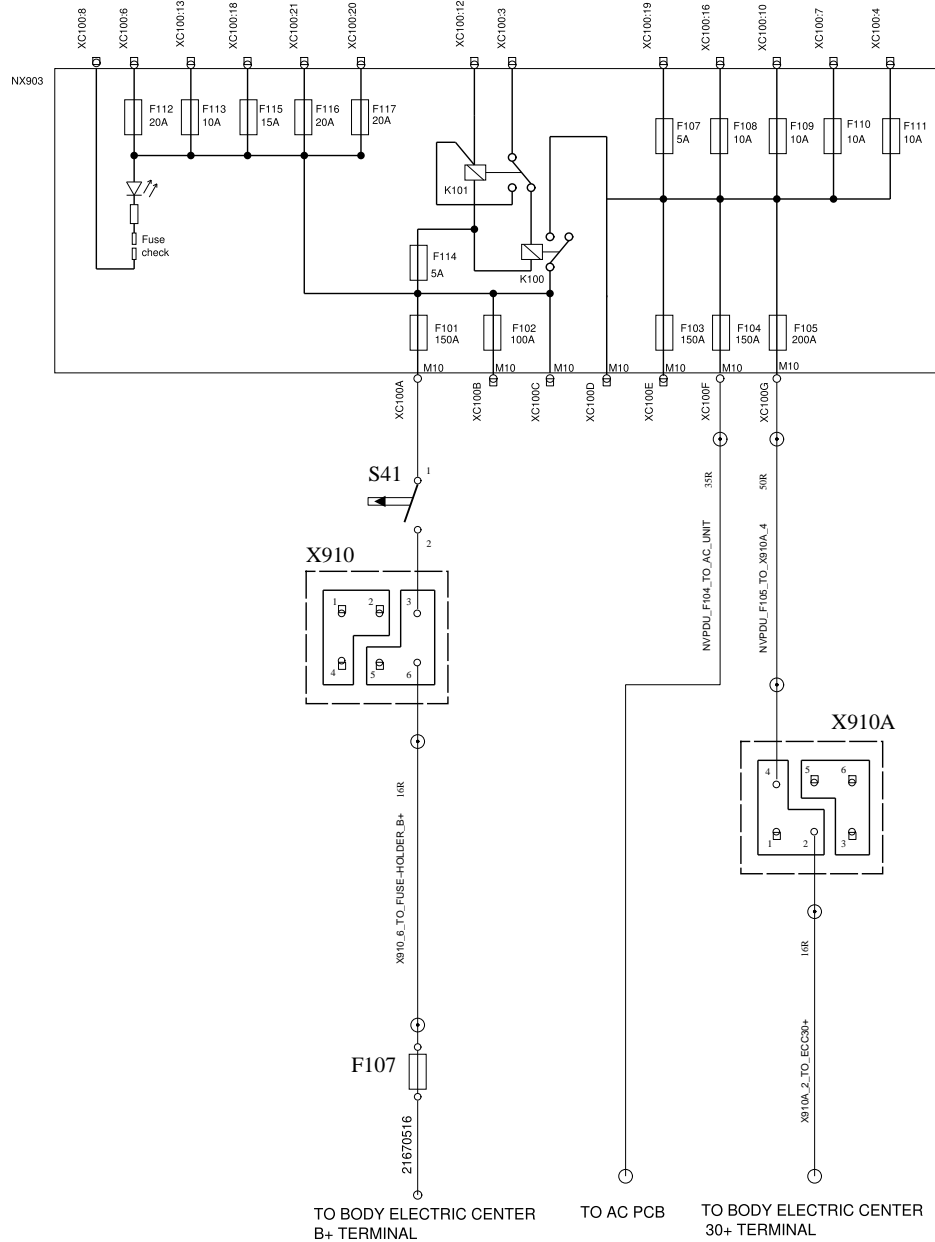 XC100:8
XC100:6
XC100:13
XC100:18
XC100:21
XC100:20
XC100:12
XC100:3
XC100:19
XC100:16
XC100:10
XC100:7
XC100:4
NX903
F112
20A
F113
10A
F115
15A
F116
20A
F117
20A
F107
5A
F108
10A
F109
10A
F110
10A
F111
10A
K101
Fuse
check
F114
5A
K100
F101
150A
F102
100A
F103
150A
F104
150A
F105
200A
M10
M10
M10
M10
M10
M10
M10
XC100A
XC100B
XC100C
XC100D
XC100E
XC100F
XC100G
S41
1
2
35R
50R
NVPDU_F104_TO_AC_UNIT
NVPDU_F105_TO_X910A_4
X910
1
2
3
4
5
6
X910A
4
5
6
1
2
3
16R
X910_6_TO_FUSE-HOLDER_B+
16R
X910A_2_TO_ECC30+
F107
21670516
TO BODY ELECTRIC CENTER
B+ TERMINAL
TO AC PCB
TO BODY ELECTRIC CENTER
30+ TERMINAL